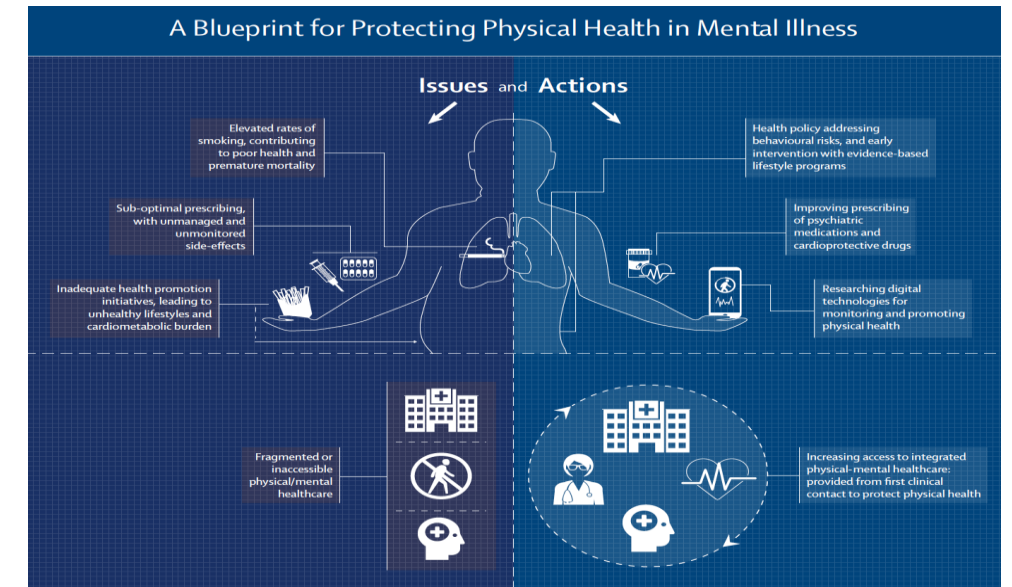 A Blueprint for Protecting Physical Health in Mental Illness
Issues and Actions
Elevated rates of
smoking, contributing
to poor health and
premature mortality
Sub-optimal prescribing,
with unmanaged and
unmonitored
side-effects
Inadequate health promotion
initiatives, leading to
unhealthy lifestyles and
cardiometabolic burden
Health policy addressing
behavioural risks, and early
intervention with evidence-based
lifestyle programs
Improving prescribing
of psychiatric
medications and
cardioprotective drugs
Researching digital
technologies for
monitoring and promoting
physical health
Fragmented or
inaccessible
physical/mental
healthcare
Increasing access to integrated
physical-mental healthcare:
provided from first clinical
contact to protect physical health